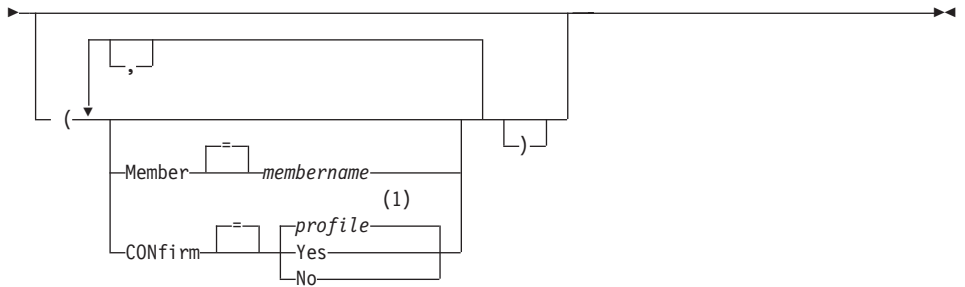 ,
(
)
=
Member membername
(1)
= profile
CONfirm Yes
No